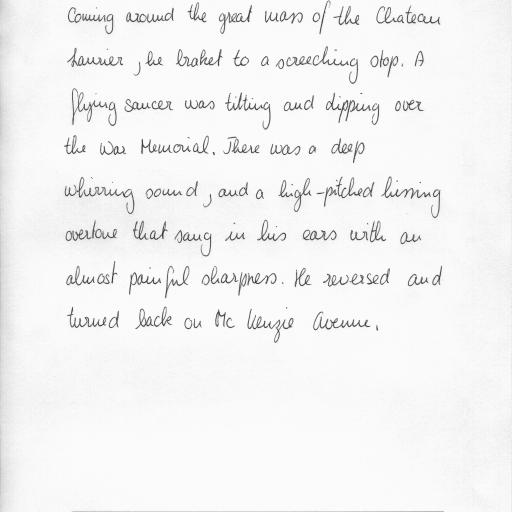 Coming around the great mass of the Chateau
Laurier, he braket to a screeching stop. A
flying saucer was tilting and dipping over
the War Memorial. There was a deep
whirring sound, and a high-pitched hissing
overtone that sang in his ears with an
almost painful sharpness. He reversed and
turned back on Mc Kenzie Avenue.